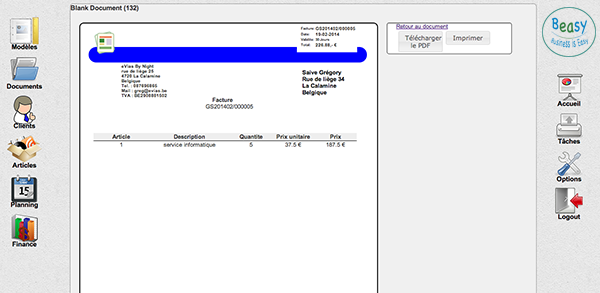 Blank Document (132)
Modèles
Documents
Clients
Articles
15
Planning
Finance
Facture: GS201402/000005
Date: 19-02-2014
Validité: 30 Jours
Total: 226.88,- €
eVias By Night
rue de liège 25
4720 La Calamine
Belgique
Tel. : 087590885
Mail : greg@evias.be
TVA : BE2908861502
Saive Grégory
Rue de liège 34
La Calamine
Belgique
Facture
GS201402/000005
Article Description Quantite Prix unitaire Prix
1 service informatique 5 37.5 € 187.5 €
Retour au document
Télécharger
le PDF
Imprimer
Beasy
Business is Easy
Accueil
Tâches
Options
Logout